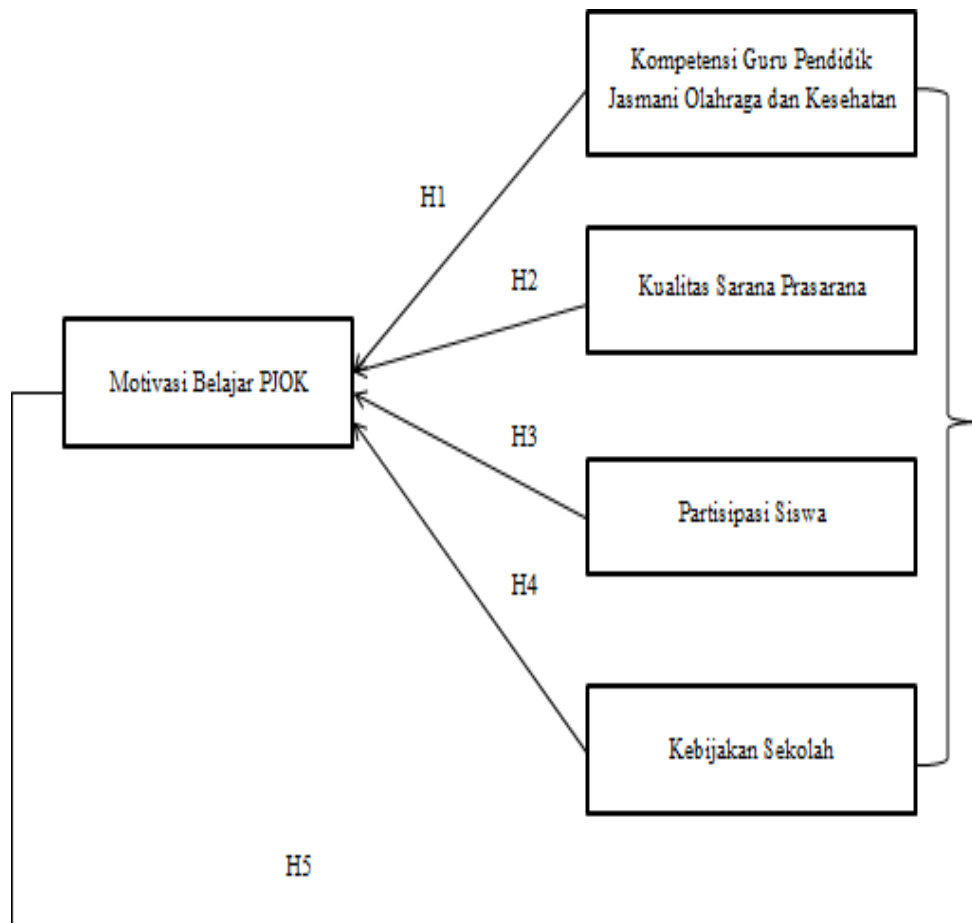 Kompetensi Guru Pendidik
Jasmani Olahraga dan Kesehatan
H1
H2
Kualitas Sarana Prasarana
Motivasi Belajar PJOK
H3
Partisipasi Siswa
H4
Kebijakan Sekolah
H5